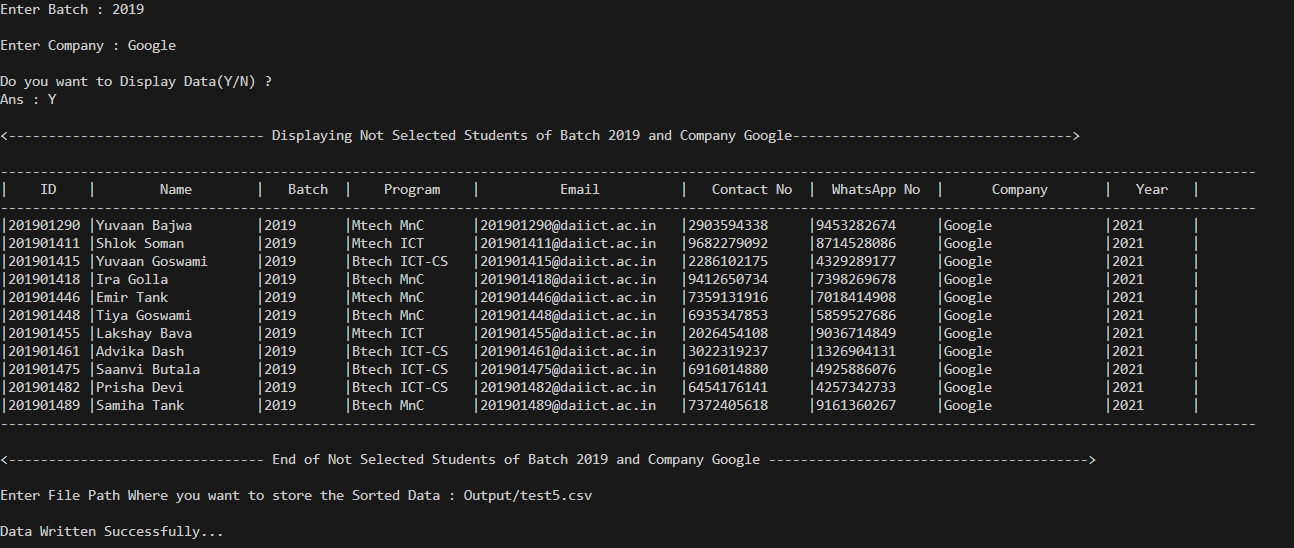 Enter Batch : 2019
Enter Company : Google
Do you want to Display Data(Y/N) ?
Ans : Y
<-------------------------------- Displaying Not Selected Students of Batch 2019 and Company Google----------------------------------->
-------------------------------------------------------------------------------------------------------------------------------------------------------------
|    ID    |        Name        |   Batch  |    Program    |          Email          |   Contact No  |  WhatsApp No  |      Company       |   Year   |
-------------------------------------------------------------------------------------------------------------------------------------------------------------
|201901290 |Yuvaan Bajwa        |2019      |Mtech MnC      |201901290@daiict.ac.in   |2903594338     |9453282674     |Google              |2021      |
|201901411 |Shlok Soman         |2019      |Mtech ICT      |201901411@daiict.ac.in   |9682279092     |8714528086     |Google              |2021      |
|201901415 |Yuvaan Goswami      |2019      |Btech ICT-CS   |201901415@daiict.ac.in   |2286102175     |4329289177     |Google              |2021      |
|201901418 |Ira Golla           |2019      |Btech MnC      |201901418@daiict.ac.in   |9412650734     |7398269678     |Google              |2021      |
|201901446 |Emir Tank           |2019      |Mtech MnC      |201901446@daiict.ac.in   |7359131916     |7018414908     |Google              |2021      |
|201901448 |Tiya Goswami        |2019      |Btech MnC      |201901448@daiict.ac.in   |6935347853     |5859527686     |Google              |2021      |
|201901455 |Lakshay Bava        |2019      |Mtech ICT      |201901455@daiict.ac.in   |2026454108     |9036714849     |Google              |2021      |
|201901461 |Advika Dash         |2019      |Btech ICT-CS   |201901461@daiict.ac.in   |3022319237     |1326904131     |Google              |2021      |
|201901475 |Saanvi Butala       |2019      |Btech ICT-CS   |201901475@daiict.ac.in   |6916014880     |4925886076     |Google              |2021      |
|201901482 |Prisha Devi         |2019      |Btech ICT-CS   |201901482@daiict.ac.in   |6454176141     |4257342733     |Google              |2021      |
|201901489 |Samiha Tank         |2019      |Btech MnC      |201901489@daiict.ac.in   |7372405618     |9161360267     |Google              |2021      |
-------------------------------------------------------------------------------------------------------------------------------------------------------------
<-------------------------------- End of Not Selected Students of Batch 2019 and Company Google ---------------------------------------->
Enter File Path Where you want to store the Sorted Data : Output/test5.csv
Data Written Successfully...